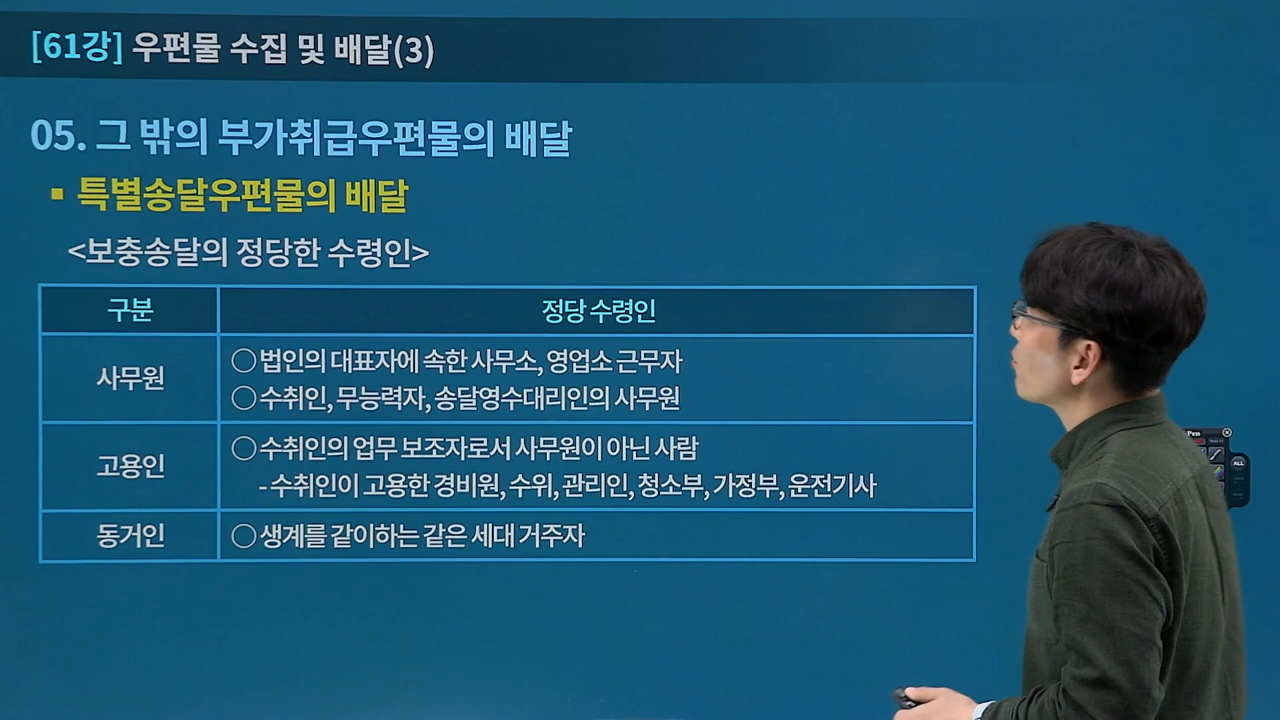 [61강] 우편물 수집 및 배달(3)
05. 그 밖의 부가취급우편물의 배달
▪ 특별송달우편물의 배달
<보충송달의 정당한 수령인>
구분 정당 수령인
사무원
○ 법인의 대표자에 속한 사무소, 영업소 근무자
○ 수취인, 무능력자, 송달영수대리인의 사무원
고용인
○ 수취인의 업무 보조자로서 사무원이 아닌 사람
- 수취인이 고용한 경비원, 수위, 관리인, 청소부, 가정부, 운전기사
동거인
○ 생계를 같이하는 같은 세대 거주자
Pen
ALL